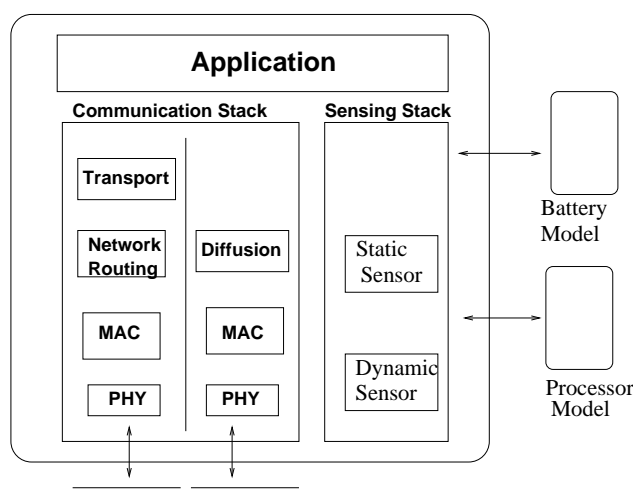 Application
Communication Stack
Sensing Stack
Transport
Network
Routing
Diffusion
MAC
MAC
PHY
PHY
Static
Sensor
Dynamic
Sensor
Battery
Model
Processor
Model